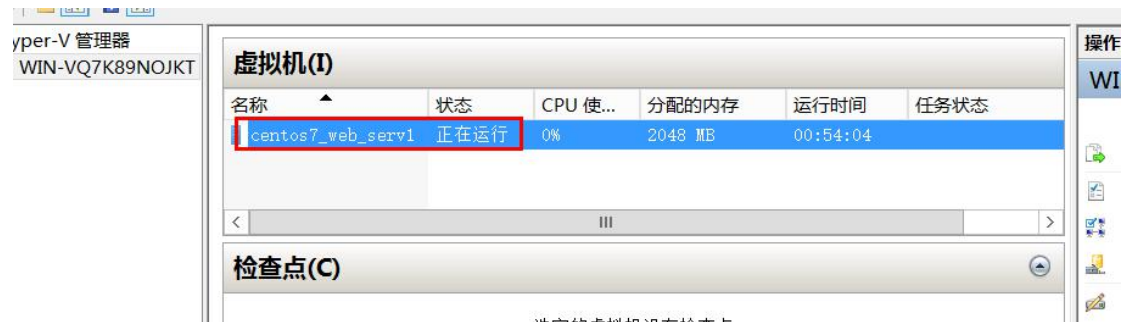 yper-V 管理器
WIN-VQ7K89NOJKT
虚拟机(I)
名称 状态 CPU 使... 分配的内存 运行时间 任务状态
centos7_web_serv1 正在运行 0% 2048 MB 00:54:04
检查点(C)
操作
WI